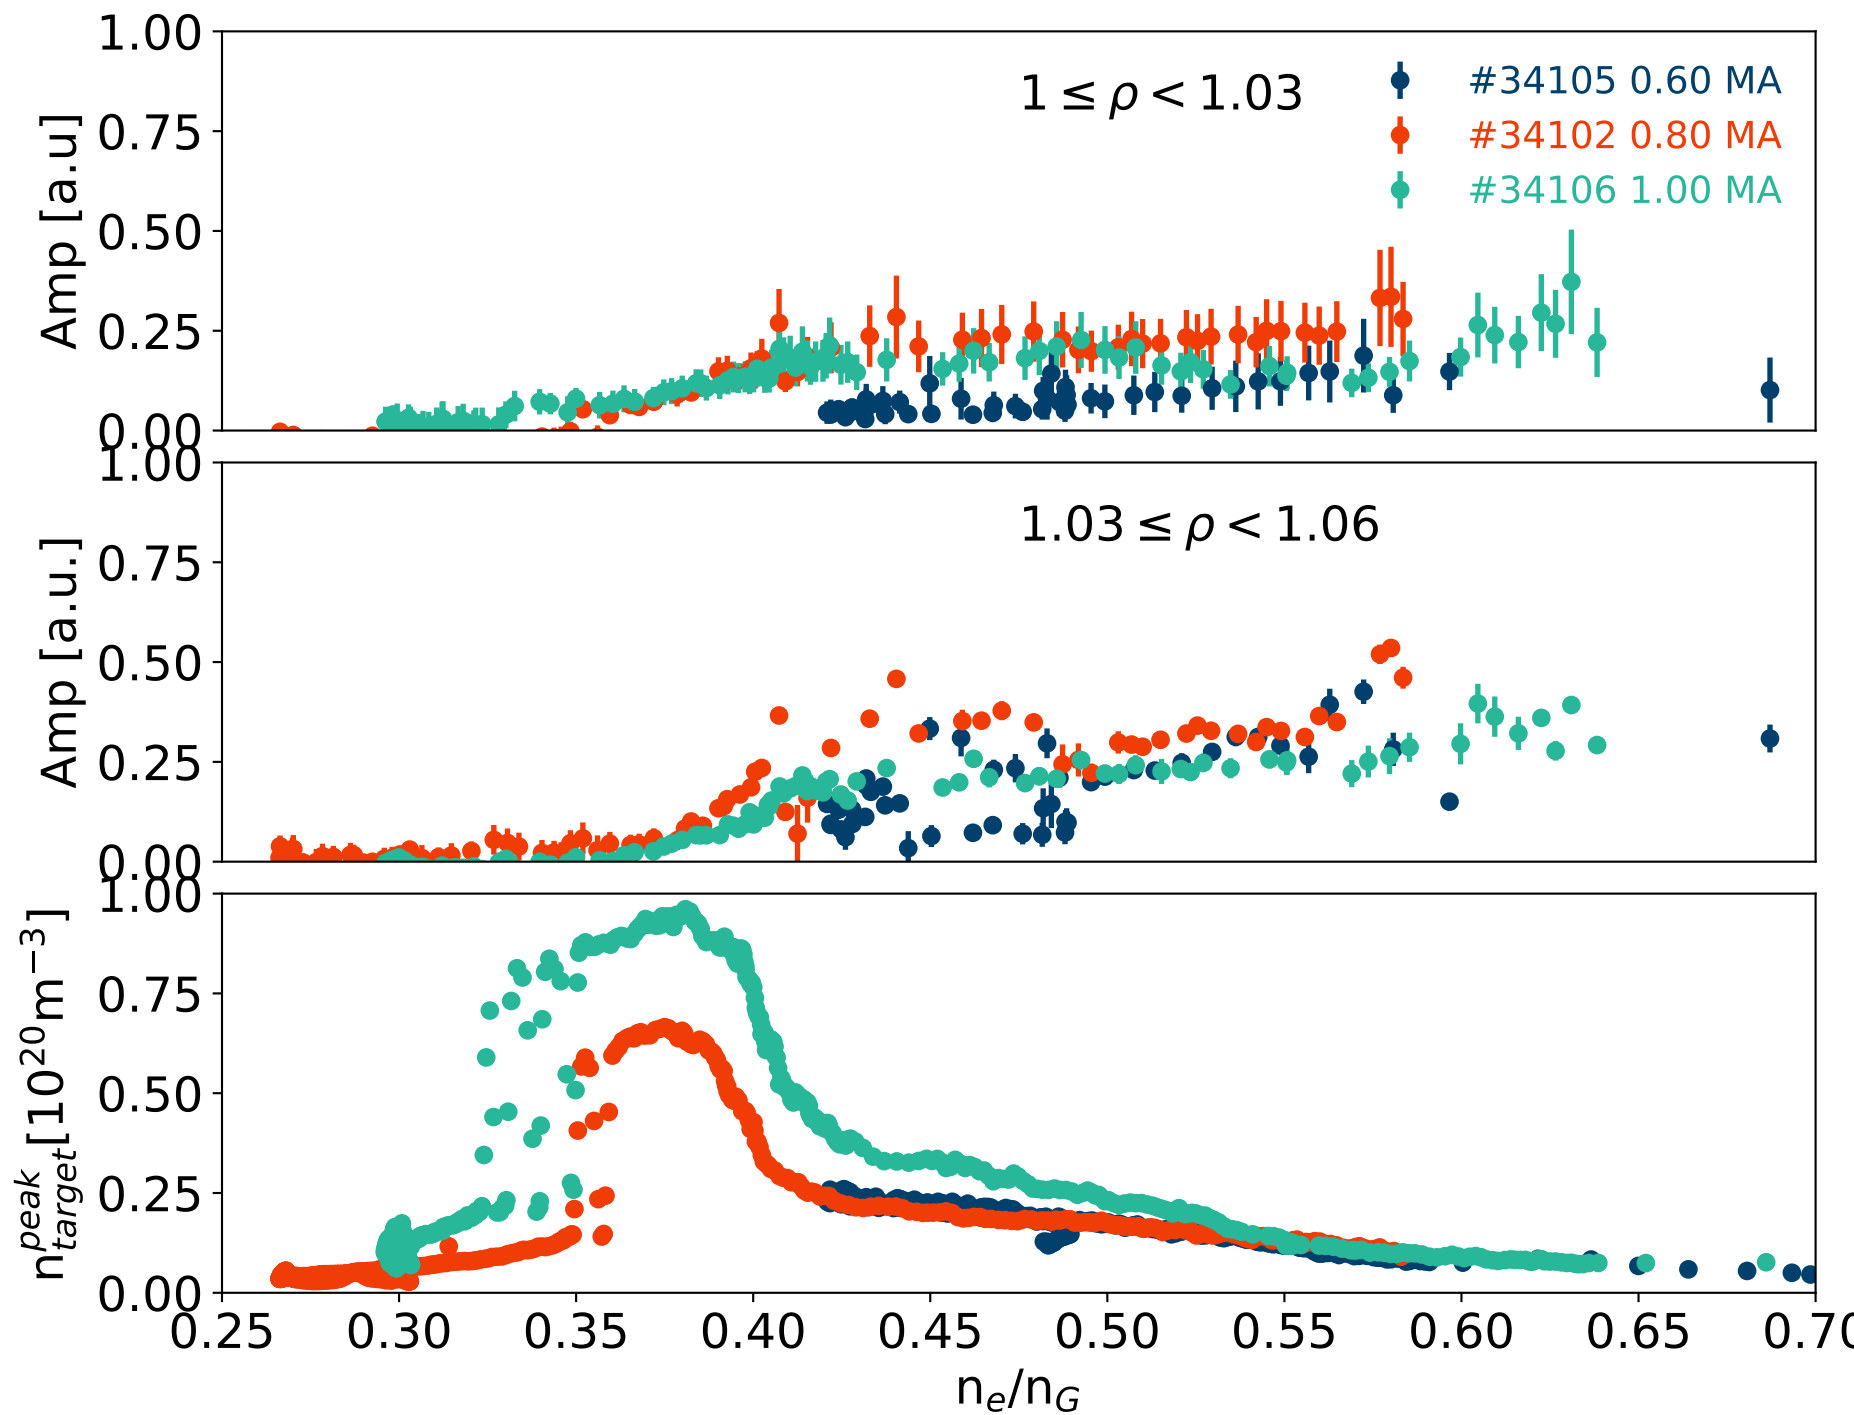 1.00
0.75
0.50
0.25
0.00
Amp [a.u]
1 ≤ ρ < 1.03
#34105 0.60 MA
#34102 0.80 MA
#34106 1.00 MA
1.00
0.75
0.50
0.25
0.00
Amp [a.u.]
1.03 ≤ ρ < 1.06
1.00
0.75
0.50
0.25
0.00
n_{target}^{peak}[10^{20}m^{-3}]
0.25 0.30 0.35 0.40 0.45 0.50 0.55 0.60 0.65 0.70
n_e/n_G